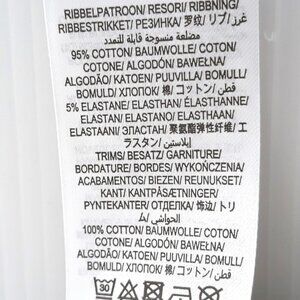 RIBBELPATROON/ RESORI/ RIBBNING/
RIBBESTRIKKET/ РЕЗИНКА/ 罗纹/ リブ/ غرز/
مضلعة منسوجة قابلة للتمدد
95% COTTON/ BAUMWOLLE/ COTON/
COTONE/ ALGODÓN/ BAWEŁNA/
ALGODÃO/ KATOEN/ PUUVILLA/ BOMULL/
BOMULD/ ХЛОПОК/ 棉/ コットン/ قطن/
5% ELASTANE/ ELASTHAN/ ÉLASTHANNE/
ELASTAN/ ELASTANO/ ELASTAAN/
ELASTAANI/ ЭЛАСТАН/ 聚氨酯弹性纤维/ エ
ラスタン/ إيلاستين/
TRIMS/ BESATZ/ GARNITURE/
BORDATURE/ BORDES/ WYKOŃCZENIA/
ACABAMENTOS/ BIEZEN/ REUNUKSET/
KANT/ KANTPÅSÆTNINGER/
PYNTEKANTER/ ОТДЕЛКА/ 饰边/ トリ
ム/ الحواشي
100% COTTON/ BAUMWOLLE/ COTON/
COTONE/ ALGODÓN/ BAWEŁNA/
ALGODÃO/ KATOEN/ PUUVILLA/ BOMULL/
BOMULD/ ХЛОПОК/ 棉/ コットン/ قطن/
30